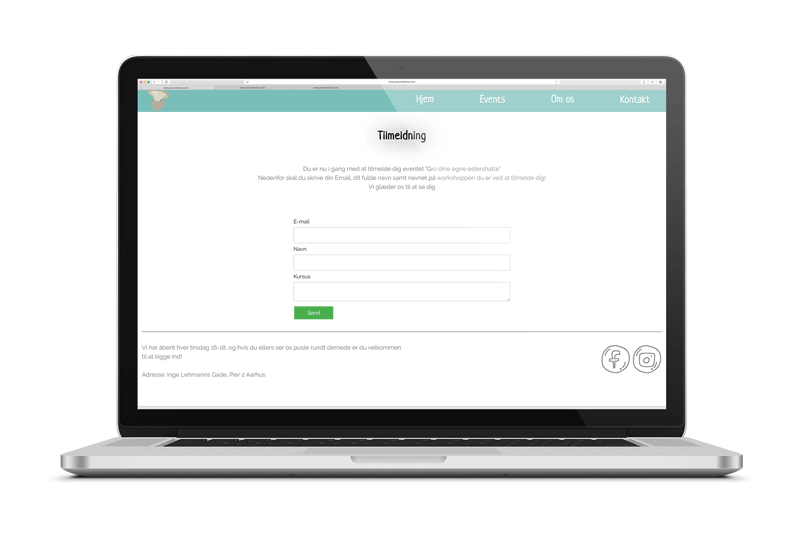 Hjem
Events
Om os
Kontakt
Tilmeldning
Du er nu i gang med at tilmelde dig eventet "Gro dine egne østershatte"
Nedenfor skal du skrive din Email, dit fulde navn samt navnet på workshoppen du er ved at tilmelde dig!
Vi glæder os til at se dig
E-mail
Navn
Kursus
Send
Vi har åbent hver tirsdag 16-18, og hvis du ellers ser os pusle rundt dernede er du velkommen
til at kigge ind!
Adresse: Inge Lehmanns Gade, Pier 2 Aarhus